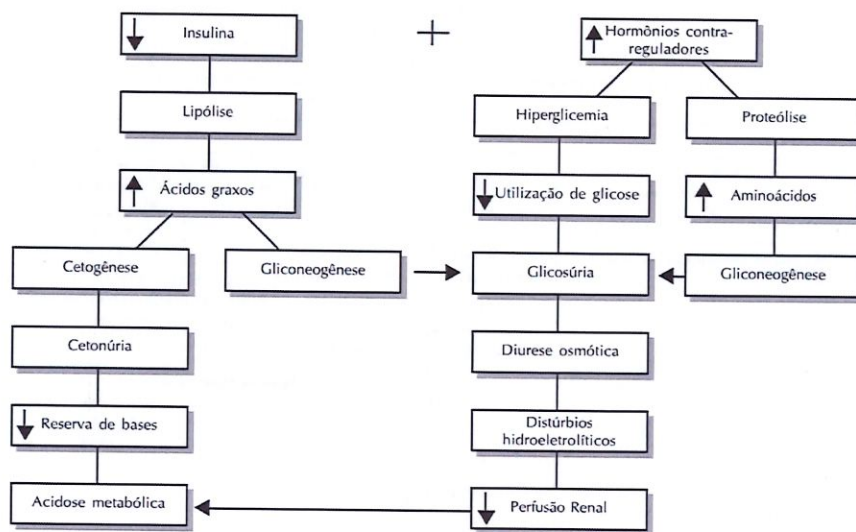 Insulina
+
Hormônios contra-
reguladores
Lipólise
Hiperglicemia
Proteólise
Ácidos graxos
Utilização de glicose
Aminoácidos
Cetogênese
Gliconeogênese
Glicosúria
Gliconeogênese
Cetonúria
Diurese osmótica
Reserva de bases
Distúrbios
hidroeletrolíticos
Acidose metabólica
Perfusão Renal